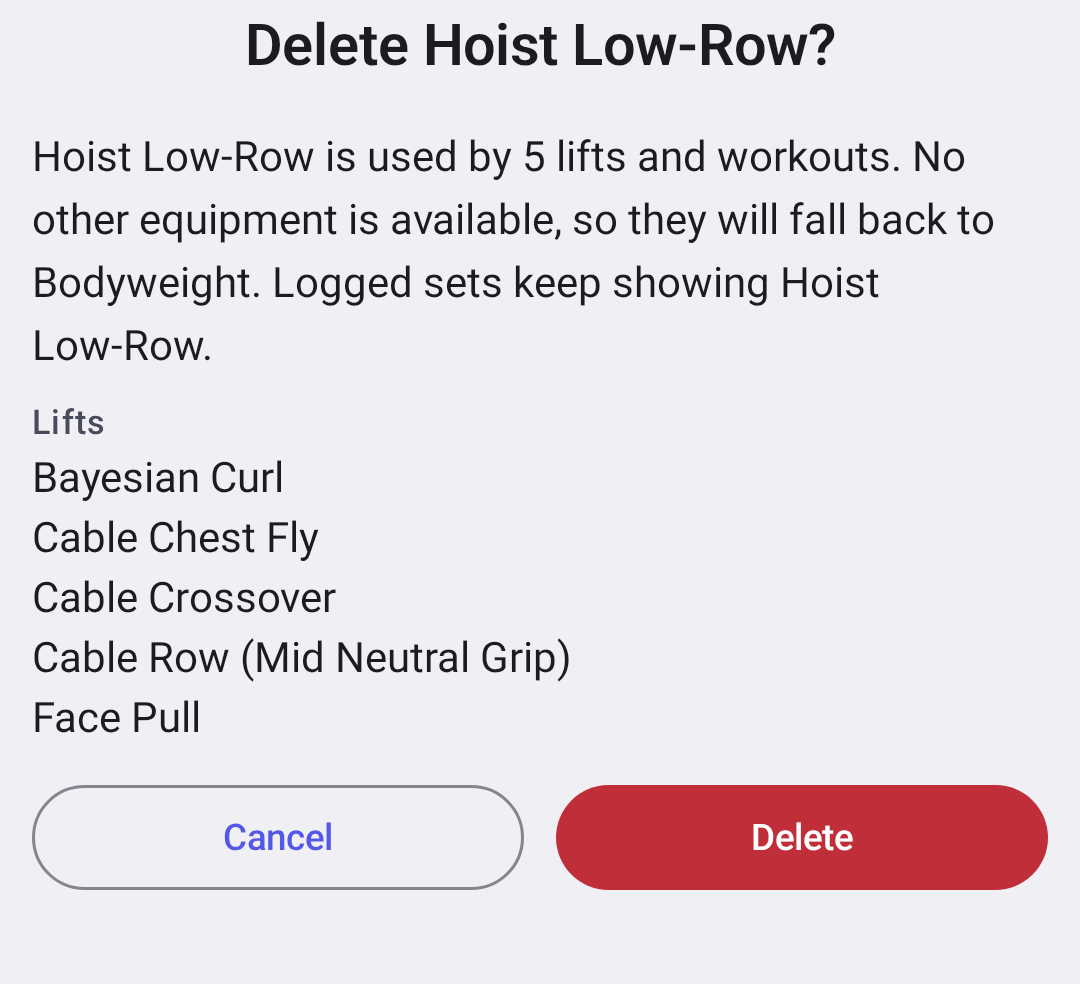 Delete Hoist Low-Row?
Hoist Low-Row is used by 5 lifts and workouts. No
other equipment is available, so they will fall back to
Bodyweight. Logged sets keep showing Hoist
Low-Row.
Lifts
Bayesian Curl
Cable Chest Fly
Cable Crossover
Cable Row (Mid Neutral Grip)
Face Pull
Cancel
Delete